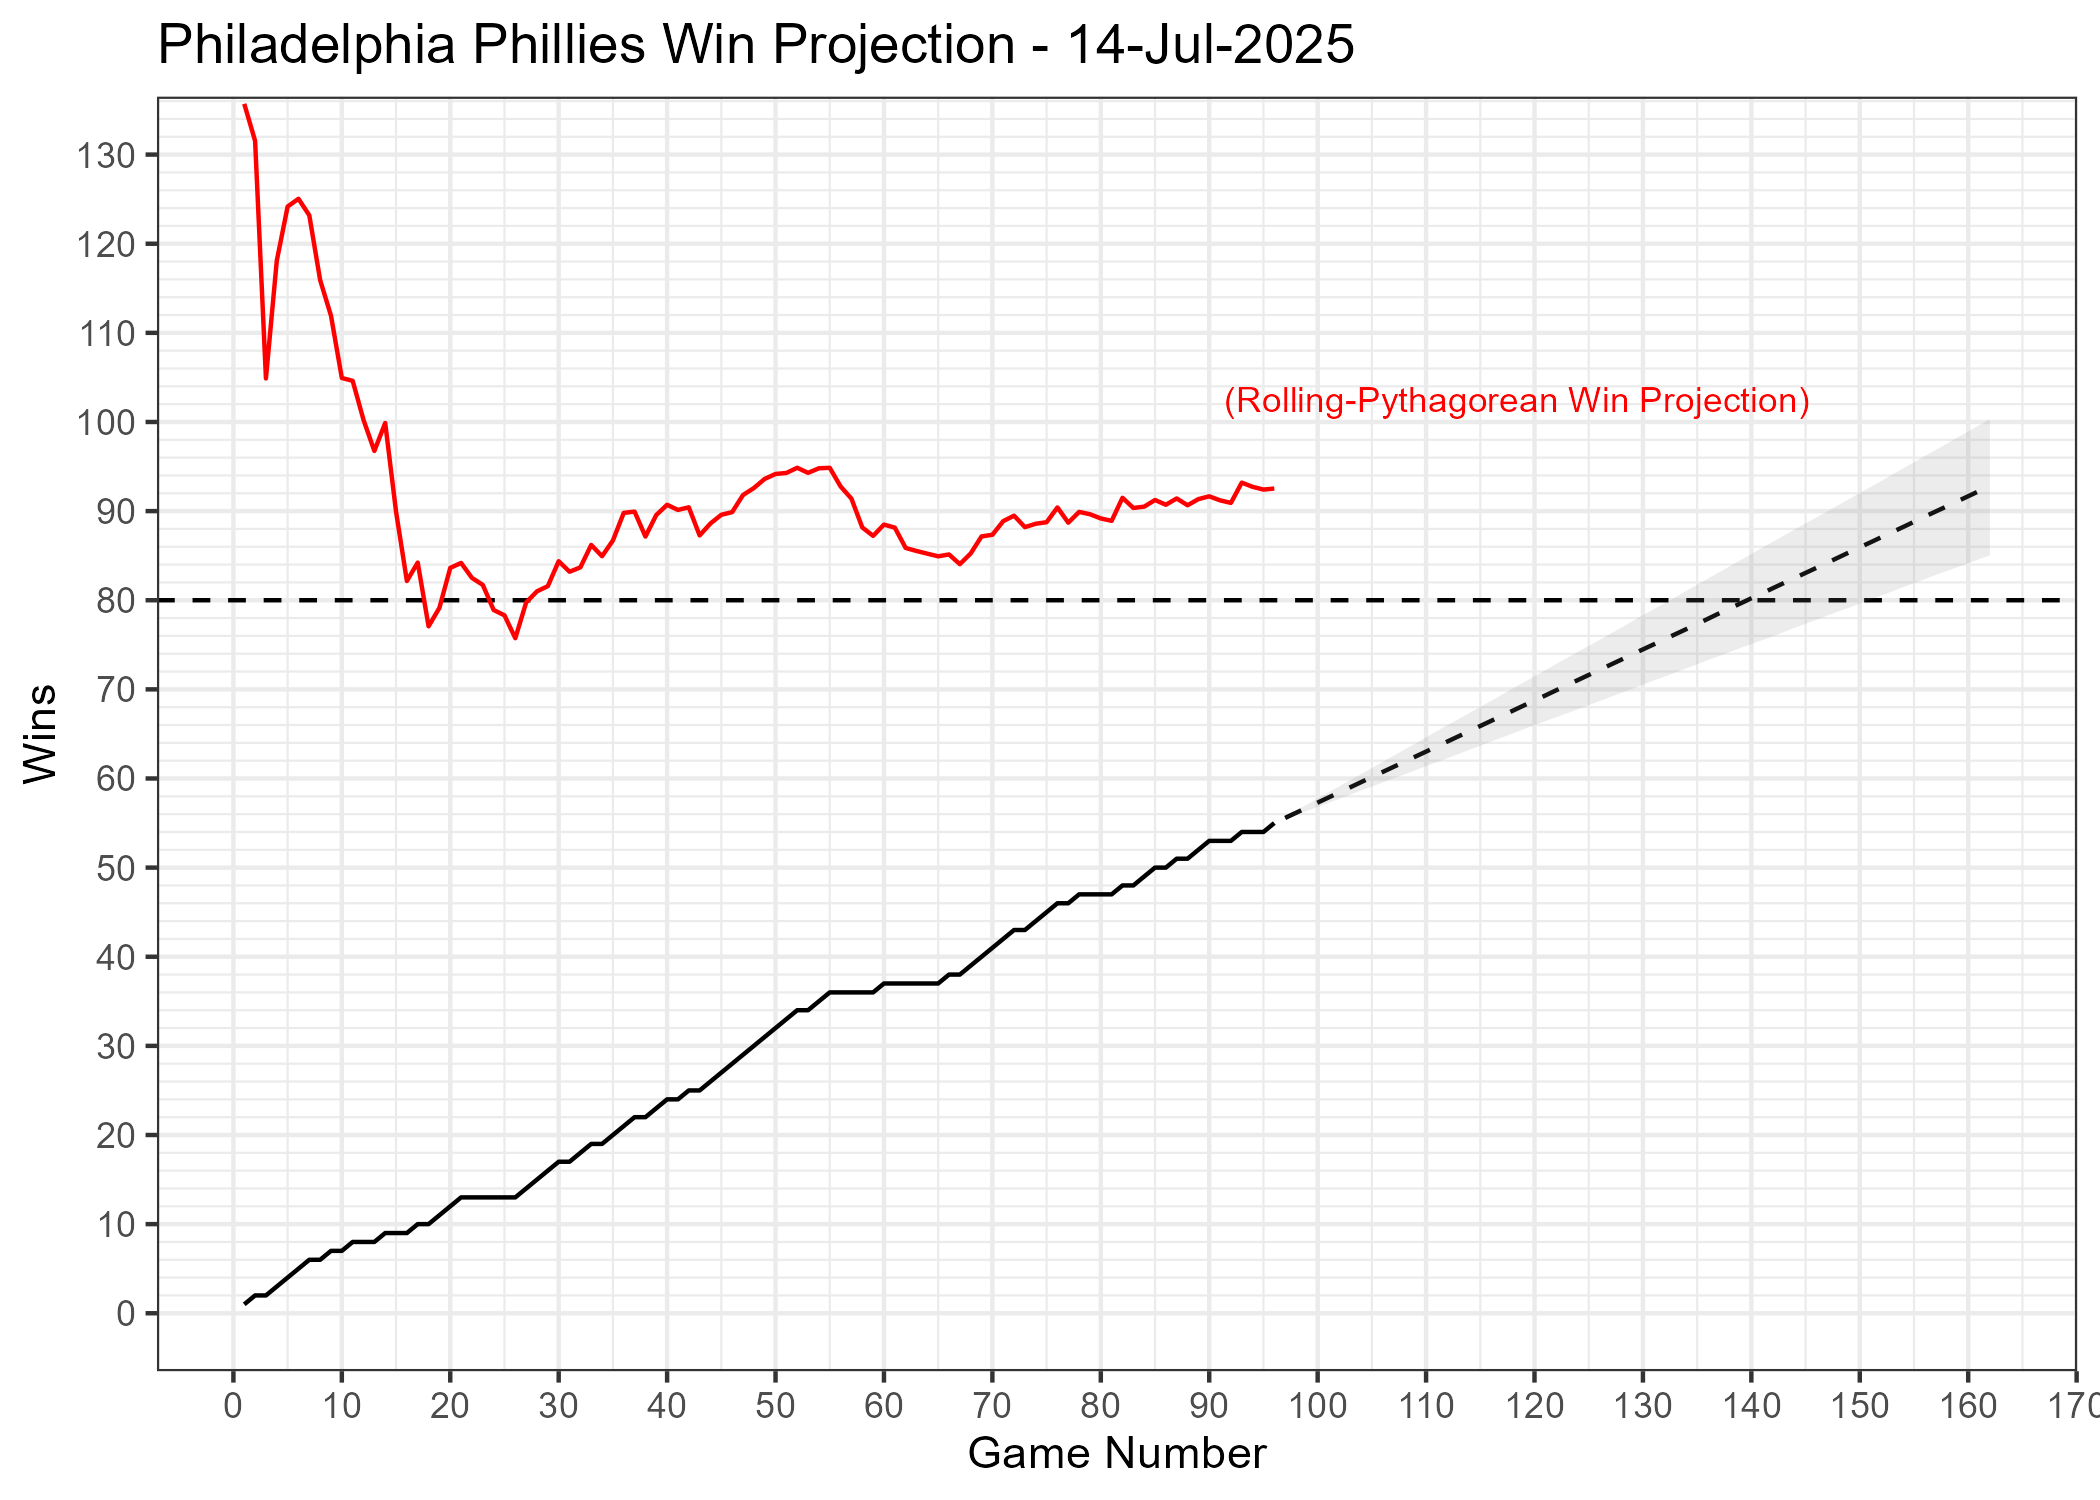 Philadelphia Phillies Win Projection - 14-Jul-2025
130
120
110
(Rolling-Pythagorean Win Projection)
100
90
80
70
60
50
40
30
20
10
0
Wins
0 10 20 30 40 50 60 70 80 90 100 110 120 130 140 150 160 170
Game Number